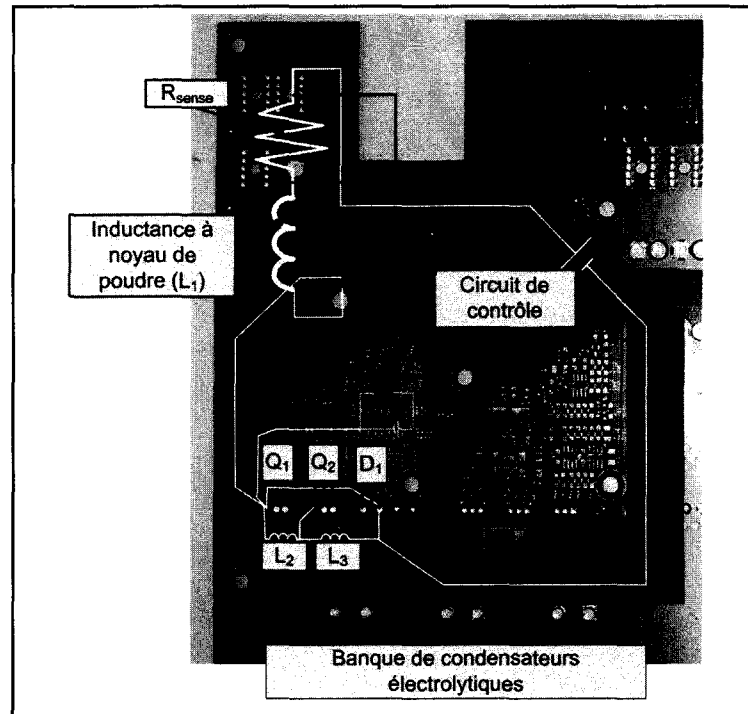 Rsense
Inductance à
noyau de
poudre (L1)
Circuit de
contrôle
Q1
Q2
D1
L2
L3
Banque de condensateurs
électrolytiques